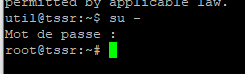 permitted by applicable law.
util@tssr:~$ su -
Mot de passe :
root@tssr:~#